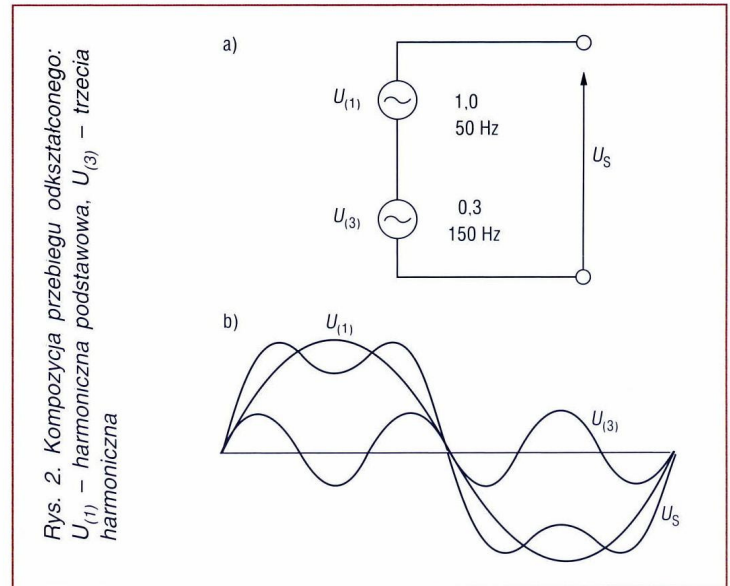 Rys. 2. Kompozycja przebiegu odkształconego:
U(1) – harmoniczna podstawowa, U(3) – trzecia
harmoniczna
a)
U(1)
1,0
50 Hz
US
U(3)
0,3
150 Hz
b)
U(1)
U(3)
US